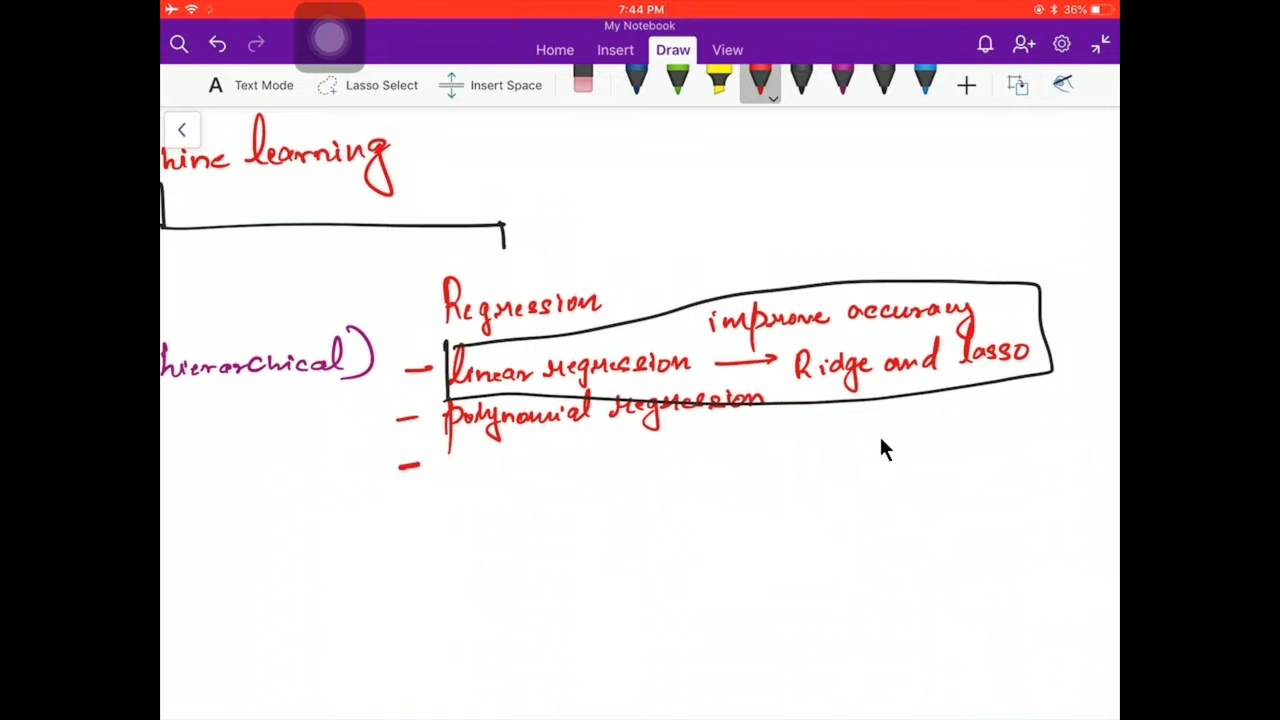 7:44 PM
36%
My Notebook
Home Insert Draw View
A Text Mode Lasso Select Insert Space
hine learning
Regression
improve accuracy
hierarchical)
- linear regression → Ridge and lasso
- polynomial regression
-